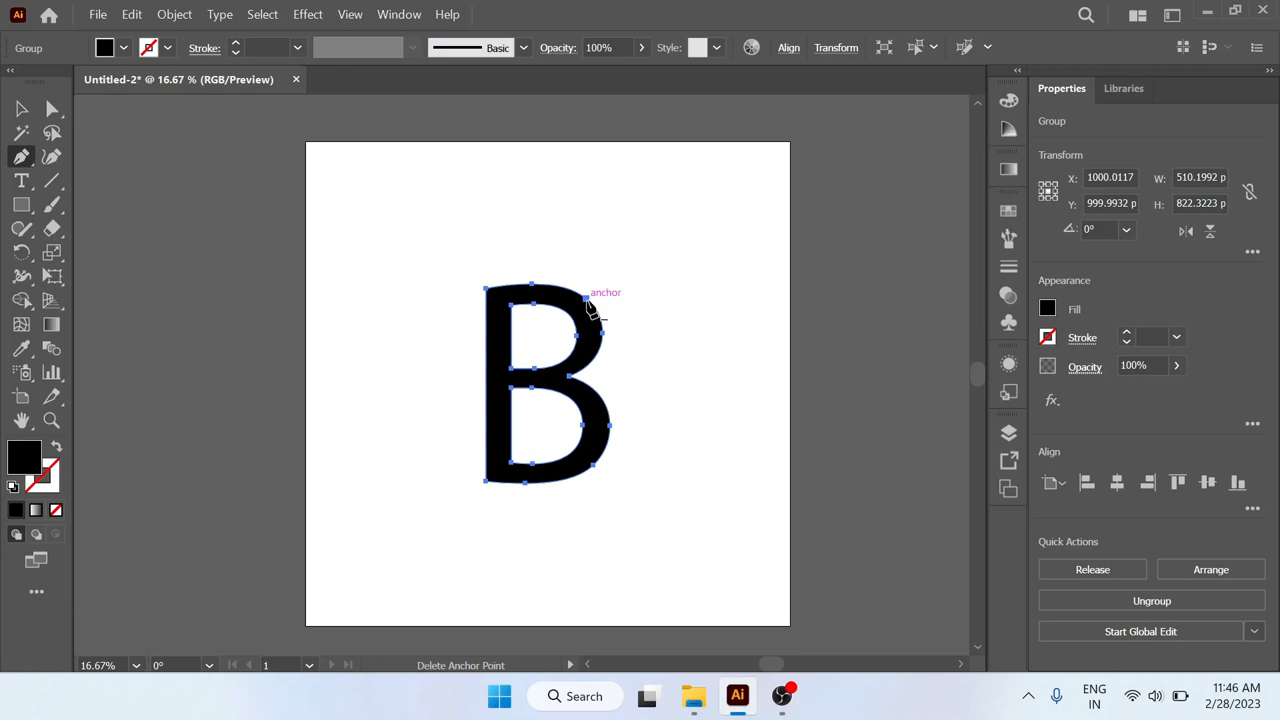 Ai File Edit Object Type Select Effect View Window Help
Group Stroke: Basic Opacity: 100% Style: Align Transform
Untitled-2* @ 16.67 % (RGB/Preview)
Properties Libraries
Group
Transform
X: 1000.0117 W: 510.1992 p
Y: 999.9932 p H: 822.3223 p
0°
Appearance
Fill
Stroke
Opacity 100%
fx.
Align
Quick Actions
Release Arrange
Ungroup
Start Global Edit
anchor
B
16.67% 0° 1 Delete Anchor Point
Search Ai ENG 11:46 AM
IN 2/28/2023